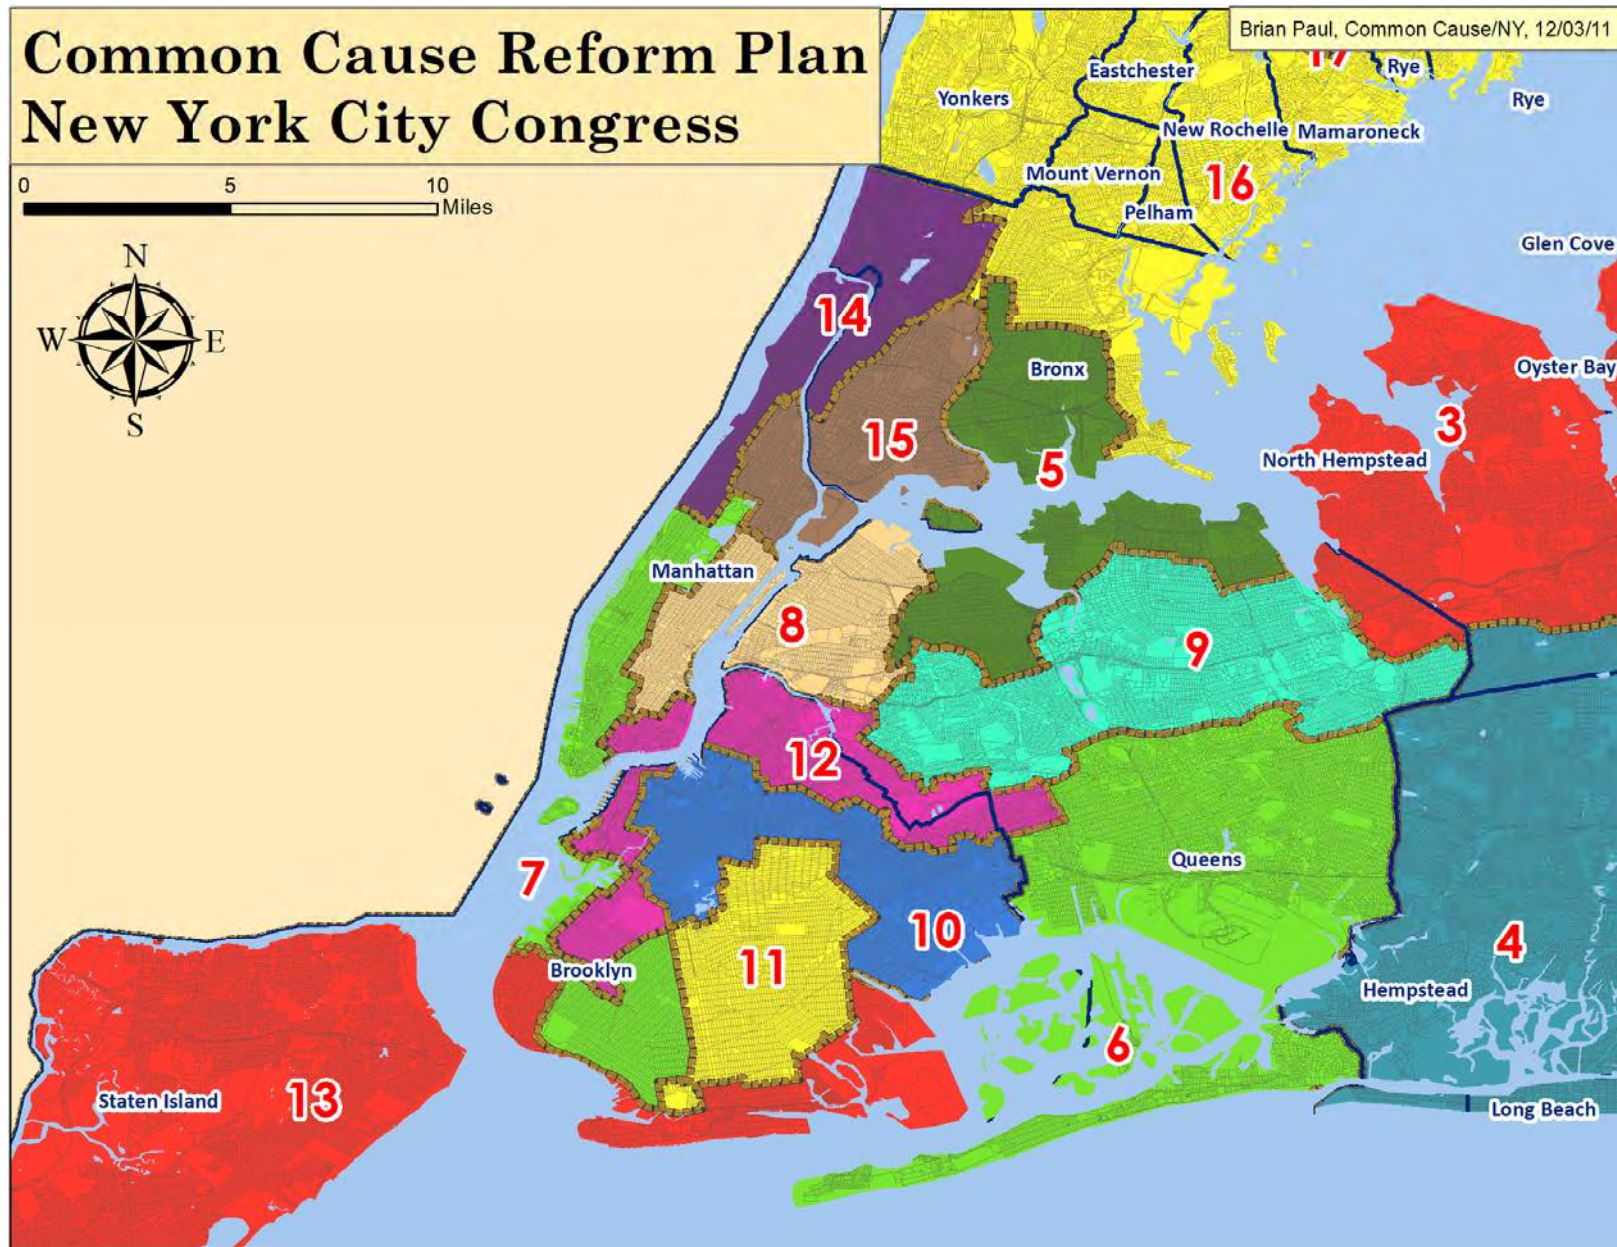 Common Cause Reform Plan
New York City Congress
Brian Paul, Common Cause/NY, 12/03/11
0 5 10
Miles
N
W E
S
17
Rye
Eastchester
Yonkers
Rye
New Rochelle
Mamaroneck
Mount Vernon
16
Pelham
Glen Cove
14
Bronx
Oyster Bay
15
3
5
North Hempstead
Manhattan
8
9
12
Queens
7
10
11
4
Brooklyn
Hempstead
6
Staten Island
13
Long Beach